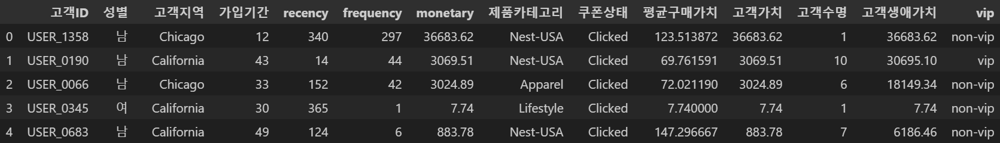 고객ID 성별 고객지역 가입기간 recency frequency monetary 제품카테고리 쿠폰상태 평균구매가치 고객가치 고객수명 고객생애가치 vip
0 USER_1358 남 Chicago 12 340 297 36683.62 Nest-USA Clicked 123.513872 36683.62 1 36683.62 non-vip
1 USER_0190 남 California 43 14 44 3069.51 Nest-USA Clicked 69.761591 3069.51 10 30695.10 vip
2 USER_0066 남 Chicago 33 152 42 3024.89 Apparel Clicked 72.021190 3024.89 6 18149.34 non-vip
3 USER_0345 여 California 30 365 1 7.74 Lifestyle Clicked 7.740000 7.74 1 7.74 non-vip
4 USER_0683 남 California 49 124 6 883.78 Nest-USA Clicked 147.296667 883.78 7 6186.46 non-vip